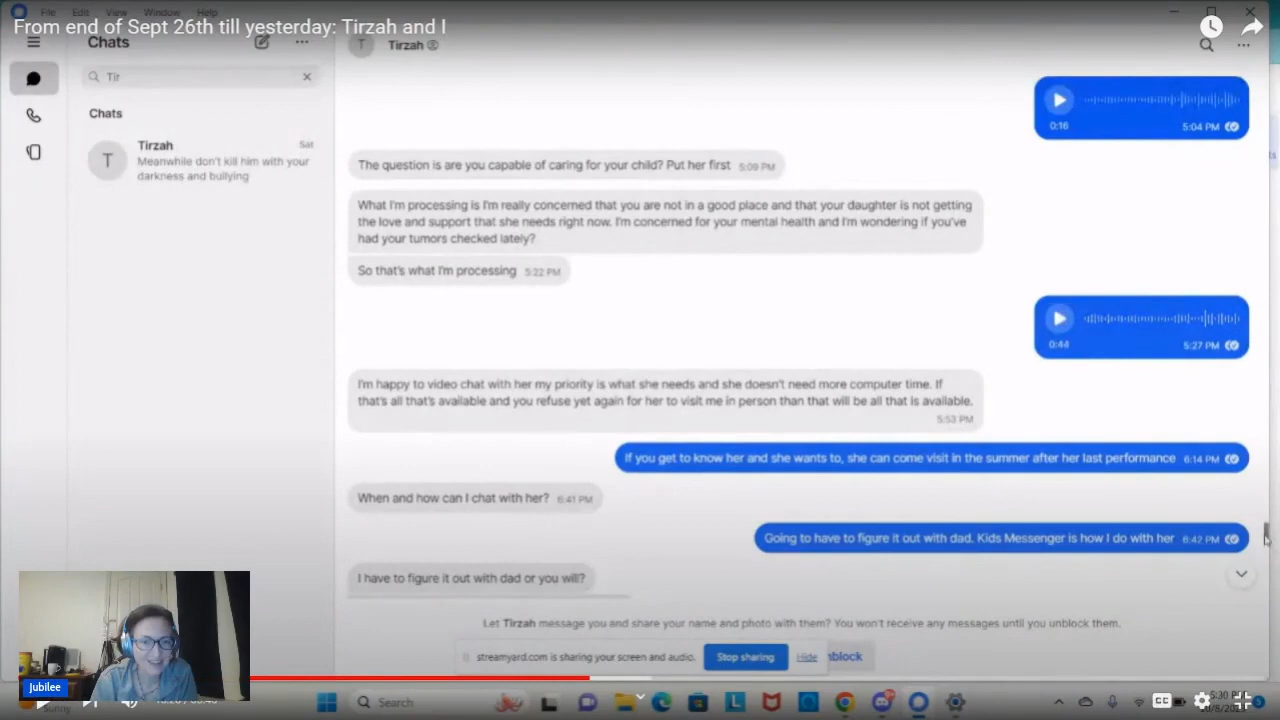 File Edit View Window Help
From end of Sept 26th till yesterday: Tirzah and I
Chats
T
Tirzah
Tir
5:04 PM
0:16
Chats
Tirzah
Sat
T
Meanwhile don't kill him with your
darkness and bullying
The question is are you capable of caring for your child? Put her first 5:09 PM
What I'm processing is I'm really concerned that you are not in a good place and that your daughter is not getting
the love and support that she needs right now. I'm concerned for your mental health and I'm wondering if you've
had your tumors checked lately?
So that's what I'm processing 5:22 PM
0:44
5:27 PM
I'm happy to video chat with her my priority is what she needs and she doesn't need more computer time. If
that's all that's available and you refuse yet again for her to visit me in person than that will be all that is available.
5:53 PM
If you get to know her and she wants to, she can come visit in the summer after her last performance 6:14 PM
When and how can I chat with her? 6:41 PM
Going to have to figure it out with dad. Kids Messenger is how I do with her 6:42 PM
I have to figure it out with dad or you will?
Let Tirzah message you and share your name and photo with them? You won't receive any messages until you unblock them.
streamyard.com is sharing your screen and audio.
Stop sharing
Hide
block
Jubilee
Sunny
Search
CC
5:30 PM